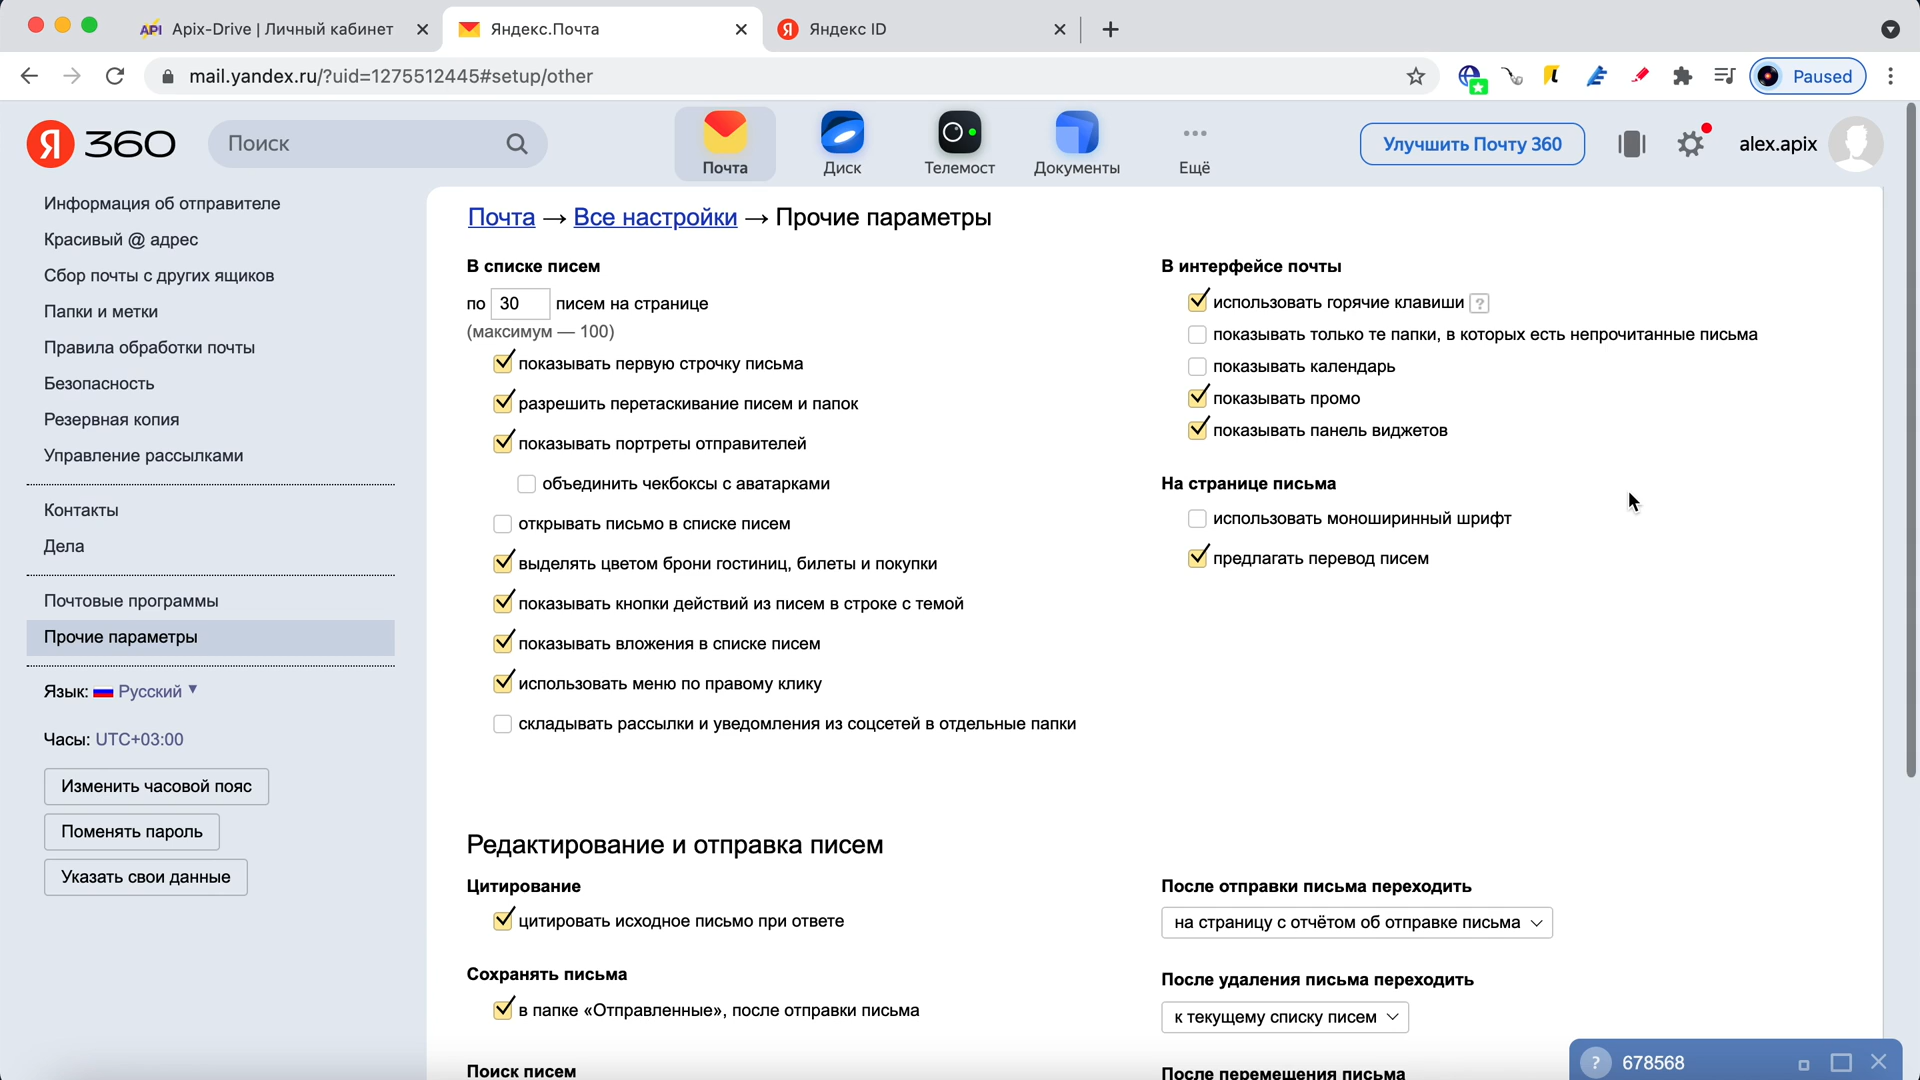 Apix-Drive | Личный кабинет
Яндекс.Почта
Яндекс ID
mail.yandex.ru/?uid=1275512445#setup/other
Paused
Я 360
Поиск
Почта
Диск
Телемост
Документы
Ещё
Улучшить Почту 360
alex.apix
Информация об отправителе
Красивый @ адрес
Сбор почты с других ящиков
Папки и метки
Правила обработки почты
Безопасность
Резервная копия
Управление рассылками
Контакты
Дела
Почтовые программы
Прочие параметры
Язык: Русский
Часы: UTC+03:00
Изменить часовой пояс
Поменять пароль
Указать свои данные
Почта → Все настройки → Прочие параметры
В списке писем
по 30 писем на странице
(максимум — 100)
показывать первую строчку письма
разрешить перетаскивание писем и папок
показывать портреты отправителей
объединить чекбоксы с аватарками
открывать письмо в списке писем
выделять цветом брони гостиниц, билеты и покупки
показывать кнопки действий из писем в строке с темой
показывать вложения в списке писем
использовать меню по правому клику
складывать рассылки и уведомления из соцсетей в отдельные папки
В интерфейсе почты
использовать горячие клавиши ?
показывать только те папки, в которых есть непрочитанные письма
показывать календарь
показывать промо
показывать панель виджетов
На странице письма
использовать моноширинный шрифт
предлагать перевод писем
Редактирование и отправка писем
Цитирование
цитировать исходное письмо при ответе
Сохранять письма
в папке «Отправленные», после отправки письма
Поиск писем
После отправки письма переходить
на страницу с отчётом об отправке письма
После удаления письма переходить
к текущему списку писем
После перемещения письма
? 678568